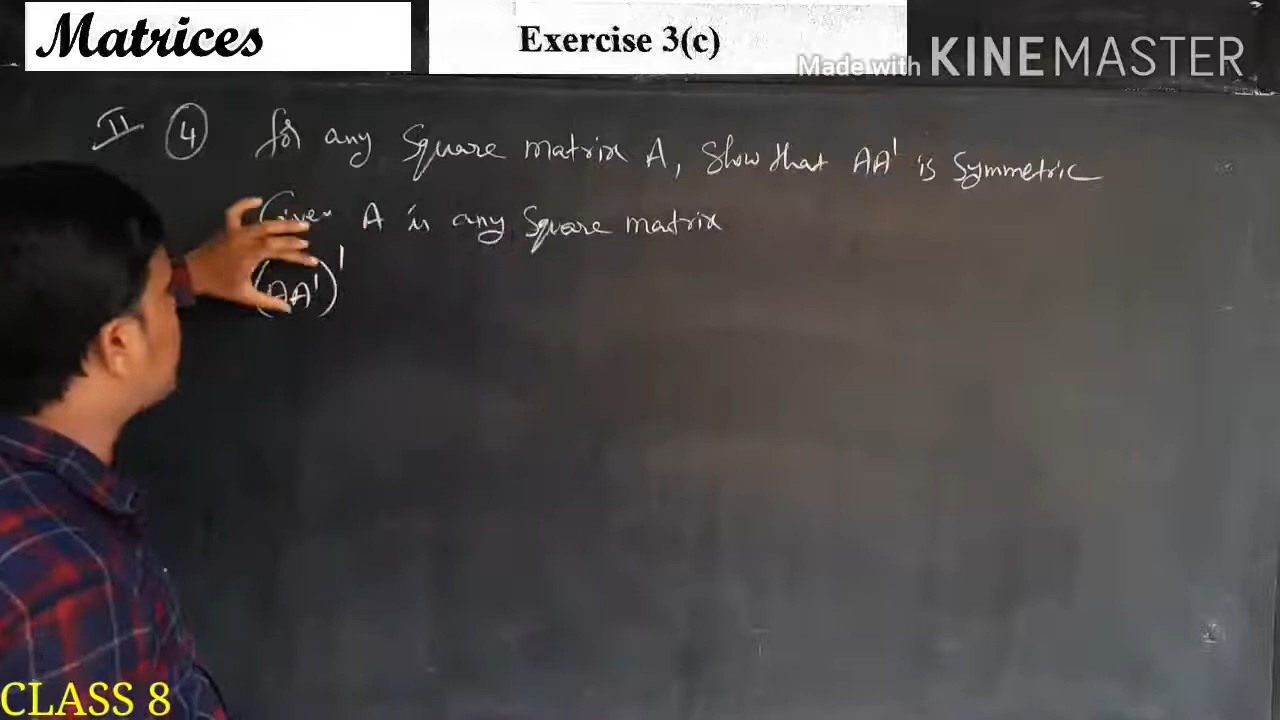 Matrices
Exercise 3(c)
Made with KINEMASTER
II 4 for any Square matrix A, Show that AA' is Symmetric
Given A is any Square matrix
(AA')'
CLASS 8